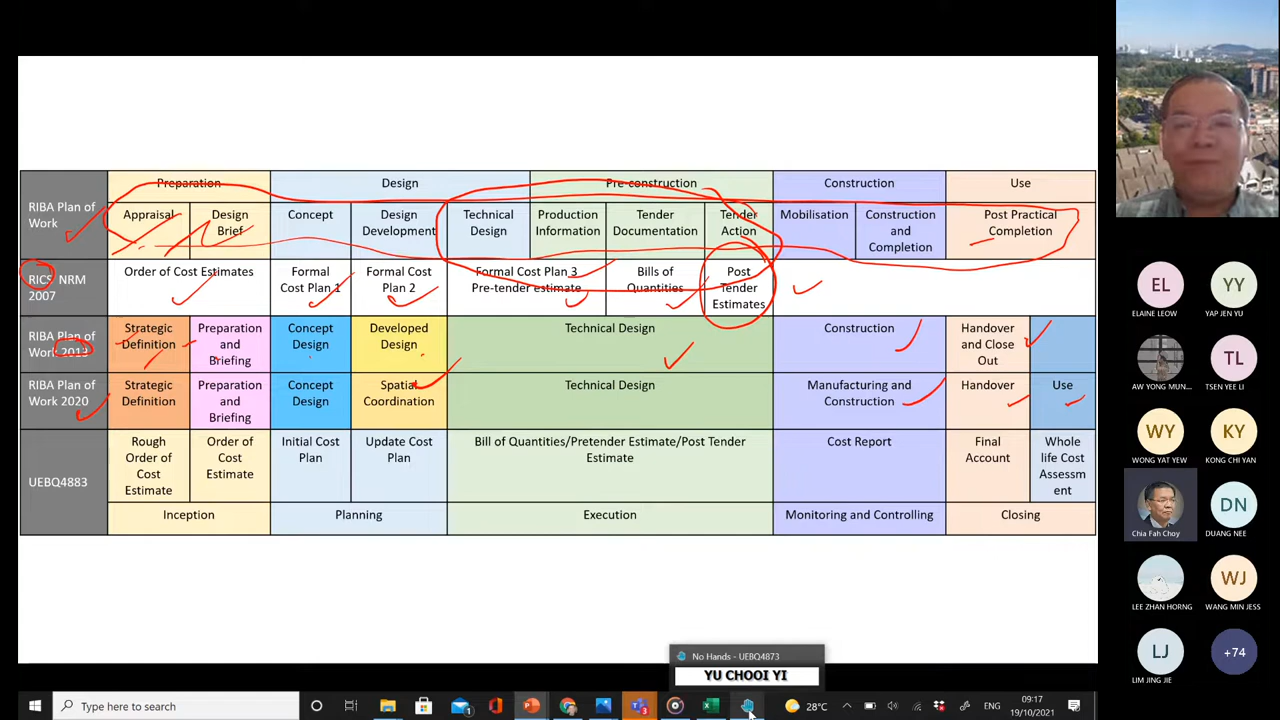 Preparation
Design
Pre-construction
Construction
Use
RIBA Plan of
Work
Appraisal
Design
Brief
Concept
Design
Development
Technical
Design
Production
Information
Tender
Documentation
Tender
Action
Mobilisation
Construction
and
Completion
Post Practical
Completion
RICS NRM
2007
Order of Cost Estimates
Formal
Cost Plan 1
Formal Cost
Plan 2
Formal Cost Plan 3
Pre-tender estimate
Bills of
Quantities
Post
Tender
Estimates
RIBA Plan of
Work 2013
Strategic
Definition
Preparation
and
Briefing
Concept
Design
Developed
Design
Technical Design
Construction
Handover
and Close
Out
RIBA Plan of
Work 2020
Strategic
Definition
Preparation
and
Briefing
Concept
Design
Spatial
Coordination
Technical Design
Manufacturing and
Construction
Handover
Use
UEBQ4883
Rough
Order of
Cost
Estimate
Order of
Cost
Estimate
Initial Cost
Plan
Update Cost
Plan
Bill of Quantities/Pretender Estimate/Post Tender
Estimate
Cost Report
Final
Account
Whole
life Cost
Assessm
ent
Inception
Planning
Execution
Monitoring and Controlling
Closing
EL
ELAINE LEOW
YY
YAP JEN YU
AW YONG MUN...
TL
TSEN YEE LI
WY
WONG YAT YEW
KY
KONG CHI YAN
Chia Fah Choy
DN
DUANG NEE
LEE ZHAN HORNG
WJ
WANG MIN JESS
LJ
LIM JING JIE
+74
No Hands - UEBQ4873
YU CHOOI YI
Type here to search
28°C
ENG
09:17
19/10/2021